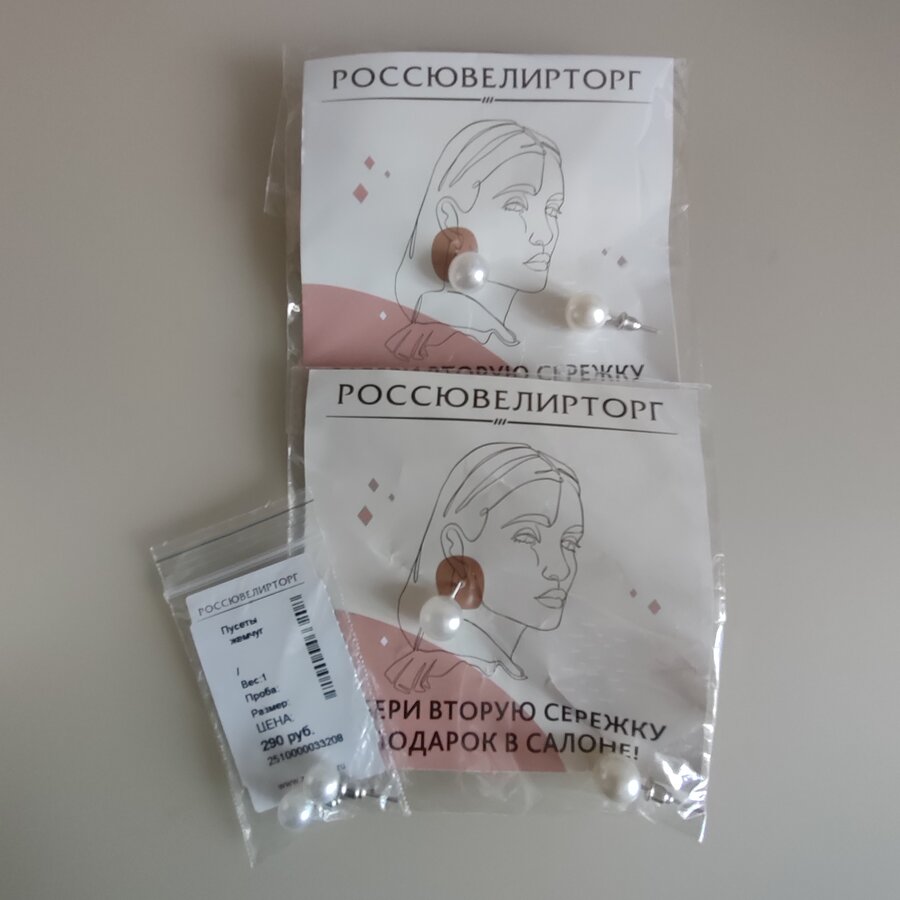 РОССЮВЕЛИРТОРГ
ВТОРУЮ СЕРЕЖКУ
РОССЮВЕЛИРТОРГ
ЕРИ ВТОРУЮ СЕРЕЖКУ
ОДАРОК В САЛОНЕ!
РОССЮВЕЛИРТОРГ
Пусеты
жемчуг
/
Вес:1
Проба:
Размер:
ЦЕНА:
290 руб.
2510000033208